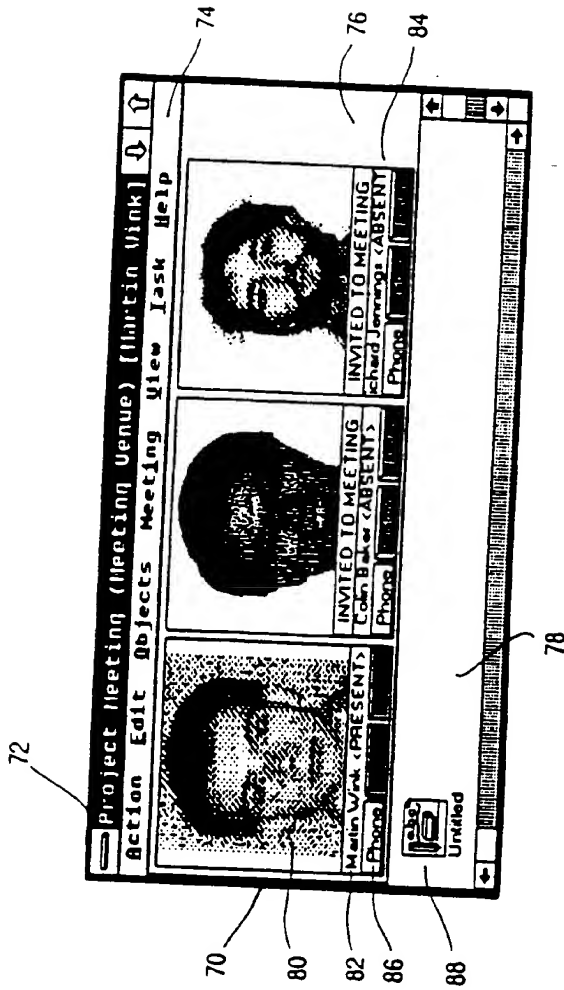 Project Meeting (Meeting Venue) [Martin Wink]
Action Edit Objects Meeting View Task Help
INVITED TO MEETING
INVITED TO MEETING
Martin Wink <PRESENT>
Colin Baker <ABSENT>
ichard Jennings <ABSENT
Phone
Phone
Phone
Untitled
70
72
74
76
78
80
82
84
86
88